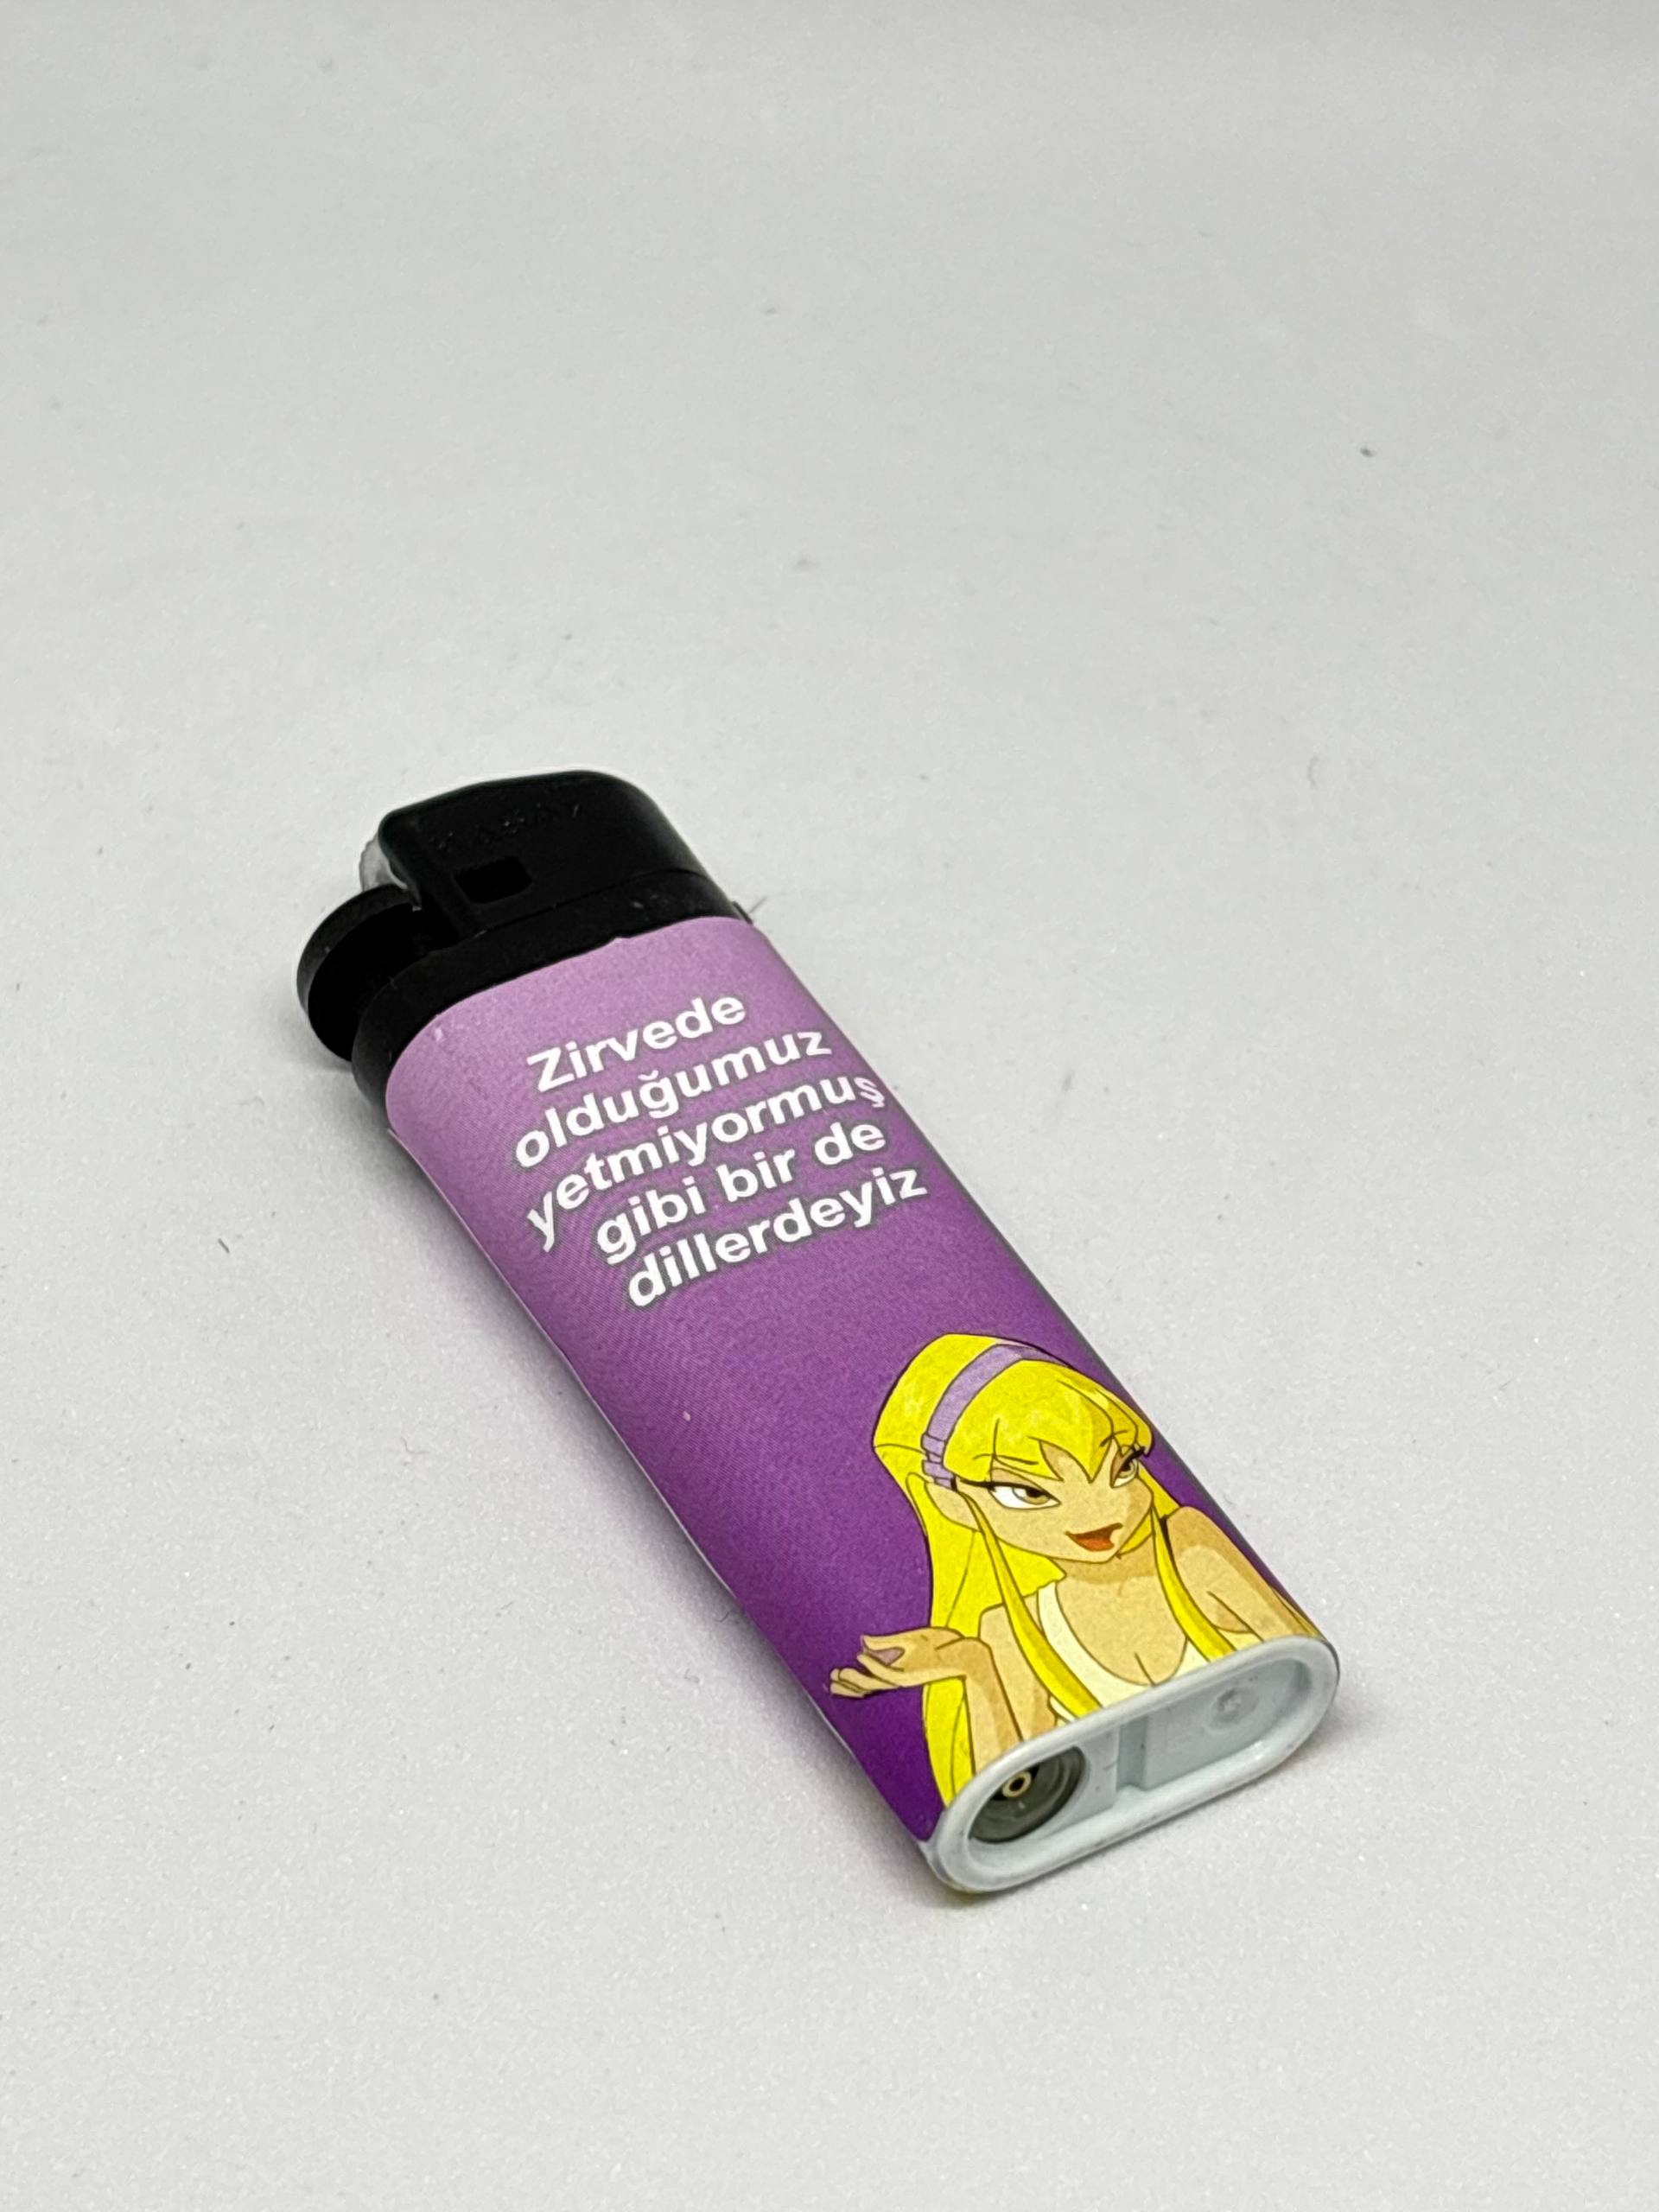 Zirvede
olduğumuz
yetmiyormuş
gibi bir de
dillerdeyiz